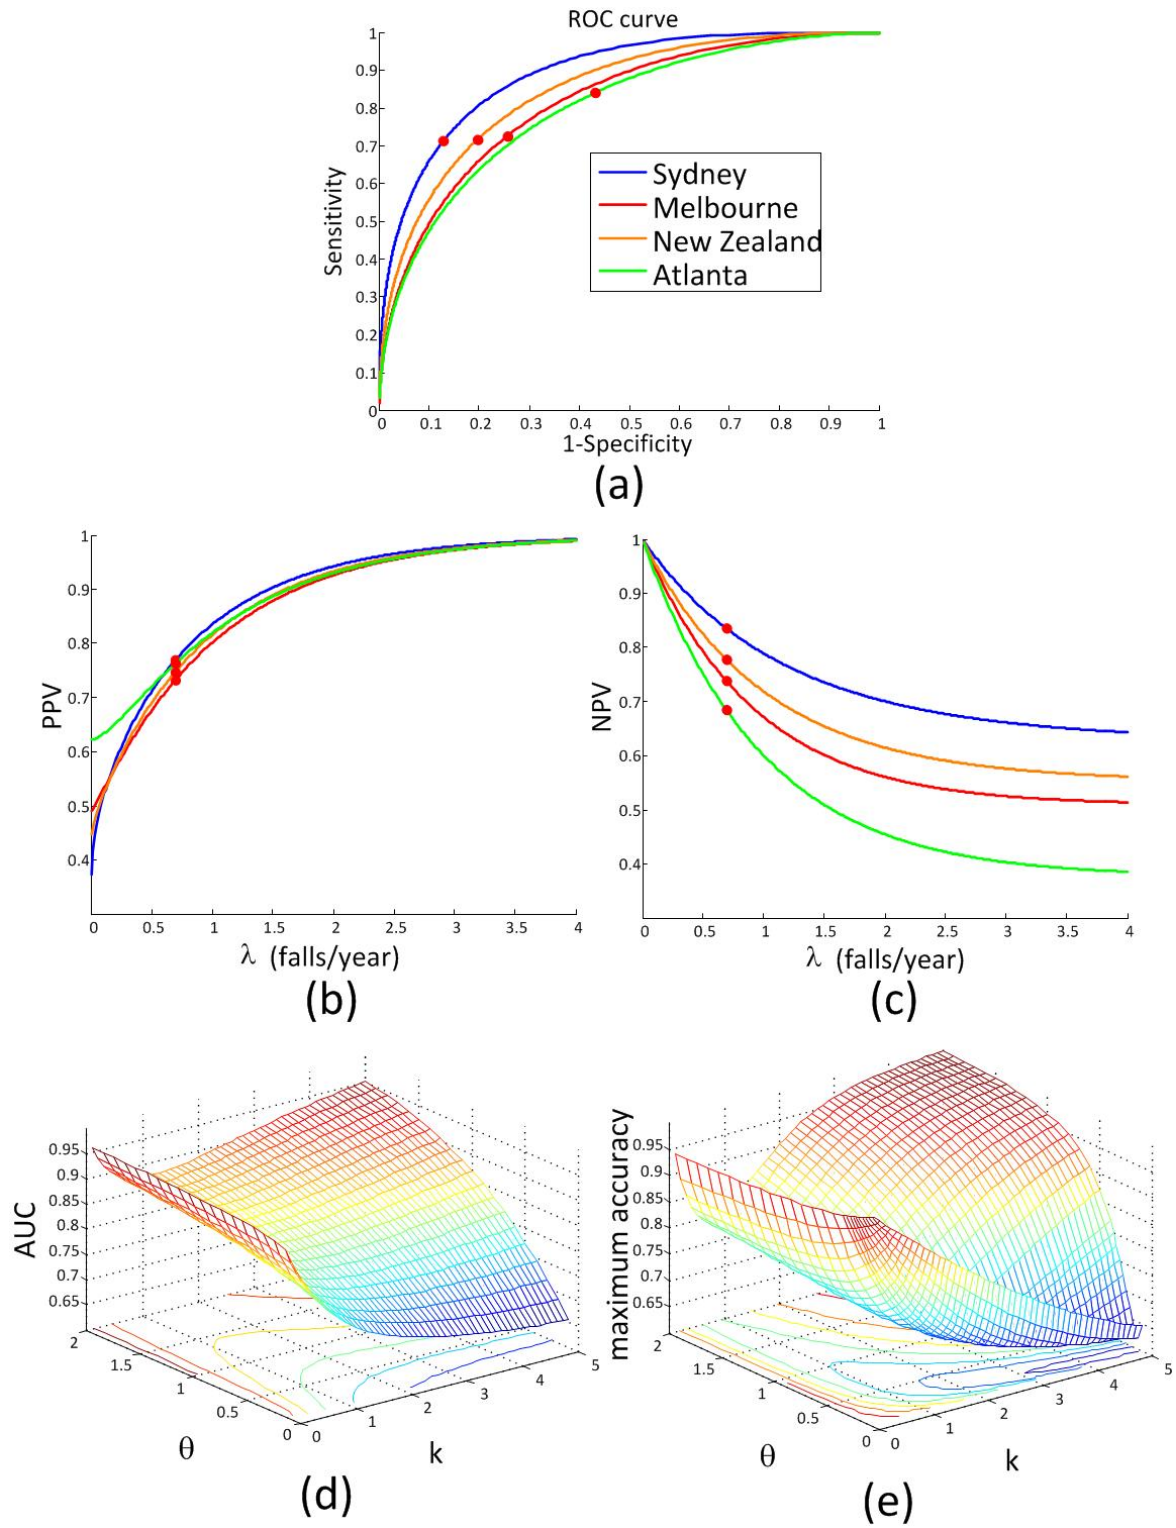 ROC curve
1
0.9
0.8
0.7
0.6
0.5
0.4
0.3
0.2
0.1
0
Sensitivity
Sydney
Melbourne
New Zealand
Atlanta
0 0.1 0.2 0.3 0.4 0.5 0.6 0.7 0.8 0.9 1
1-Specificity
(a)
1
0.9
0.8
0.7
0.6
0.5
0.4
PPV
0 0.5 1 1.5 2 2.5 3 3.5 4
λ (falls/year)
(b)
1
0.9
0.8
0.7
0.6
0.5
0.4
NPV
0 0.5 1 1.5 2 2.5 3 3.5 4
λ (falls/year)
(c)
0.95
0.9
0.85
0.8
0.75
0.7
0.65
AUC
2 1.5 1 0.5 0
θ
0 1 2 3 4 5
k
(d)
0.95
0.9
0.85
0.8
0.75
0.7
0.65
maximum accuracy
2 1.5 1 0.5 0
θ
0 1 2 3 4 5
k
(e)